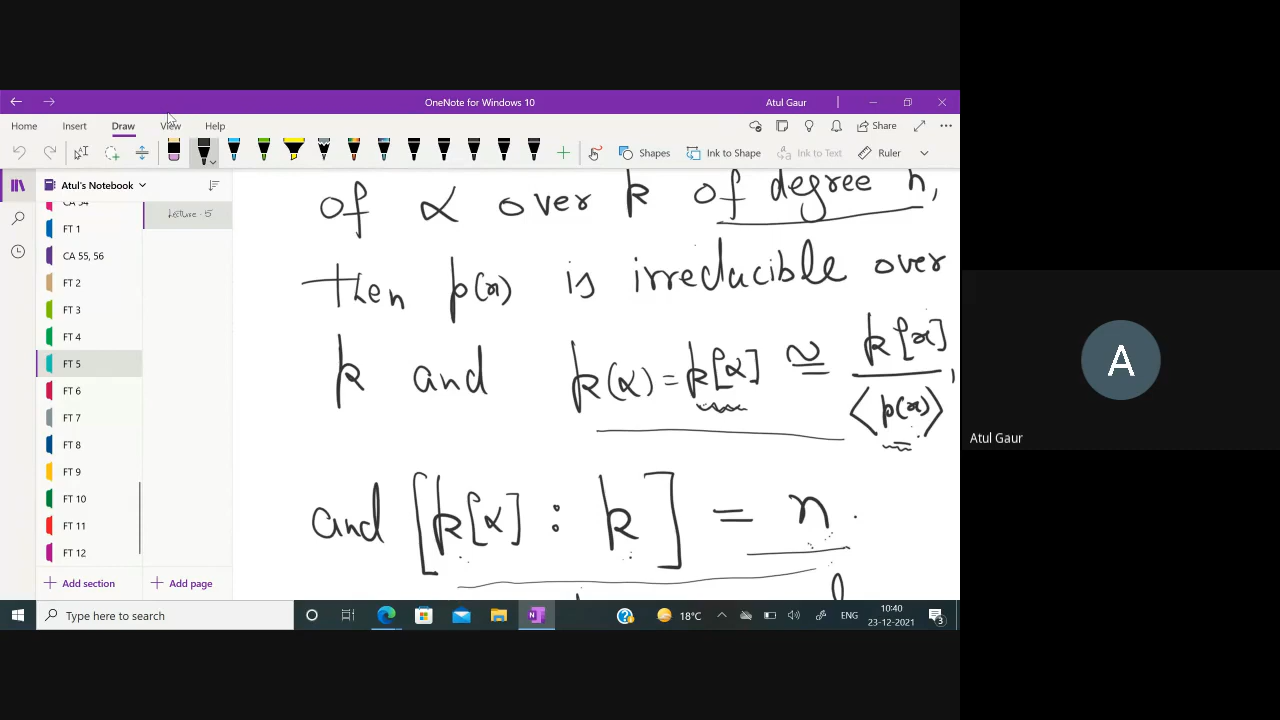 OneNote for Windows 10
Atul Gaur
Home Insert Draw View Help
Share
Shapes Ink to Shape Ink to Text Ruler
Atul's Notebook
CA 54
FT 1
CA 55, 56
FT 2
FT 3
FT 4
FT 5
FT 6
FT 7
FT 8
FT 9
FT 10
FT 11
FT 12
Add section
Add page
Lecture - 5
of α over k of degree n,
then p(x) is irreducible over
k and k(α) = k[α] ≅ k[x] / <p(x)>,
and [k[α] : k] = n.
A
Atul Gaur
Type here to search
18°C
ENG
10:40
23-12-2021
3